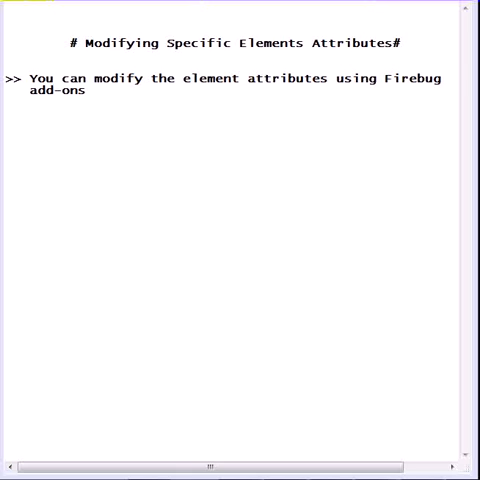 # Modifying Specific Elements Attributes#
>> You can modify the element attributes using Firebug
add-ons